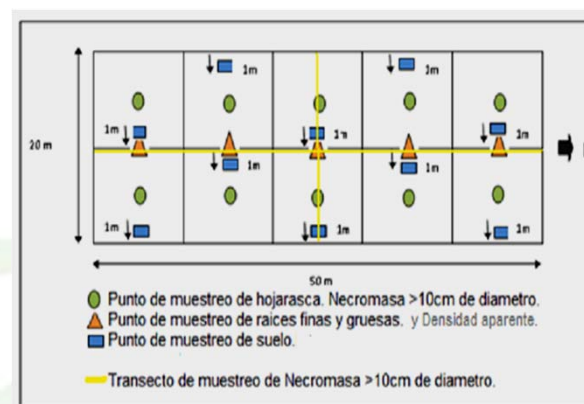 1m
1m
1m
1m
1m
1m
20 m
1m
1m
1m
1m
1m
50 m
Punto de muestreo de hojarasca. Necromasa >10cm de diametro.
Punto de muestreo de raices finas y gruesas. y Densidad aparente.
Punto de muestreo de suelo.
Transecto de muestreo de Necromasa >10cm de diametro.